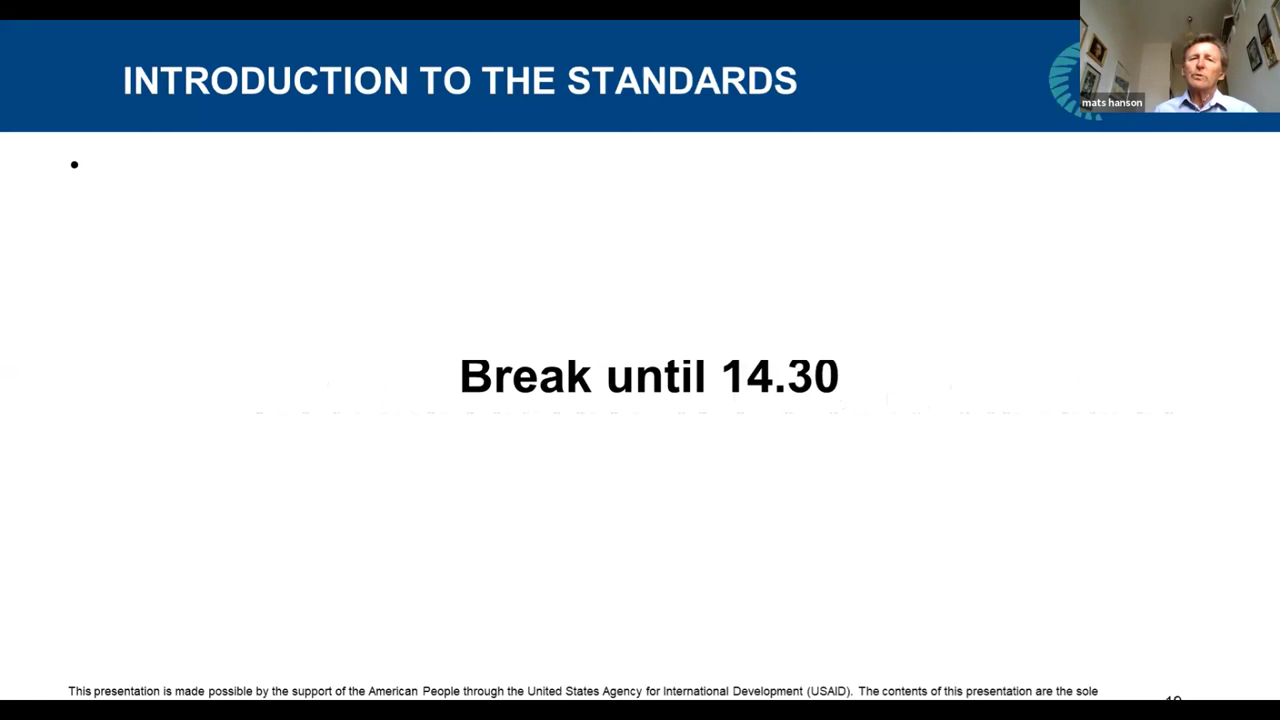 INTRODUCTION TO THE STANDARDS
mats hanson
•
Break until 14.30
This presentation is made possible by the support of the American People through the United States Agency for International Development (USAID). The contents of this presentation are the sole